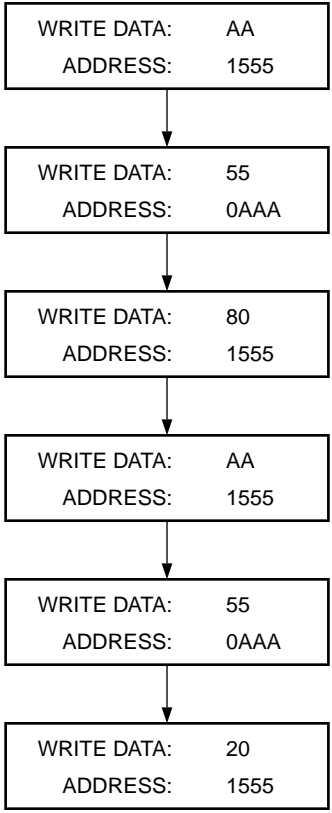 WRITE DATA: AA
ADDRESS: 1555
WRITE DATA: 55
ADDRESS: 0AAA
WRITE DATA: 80
ADDRESS: 1555
WRITE DATA: AA
ADDRESS: 1555
WRITE DATA: 55
ADDRESS: 0AAA
WRITE DATA: 20
ADDRESS: 1555